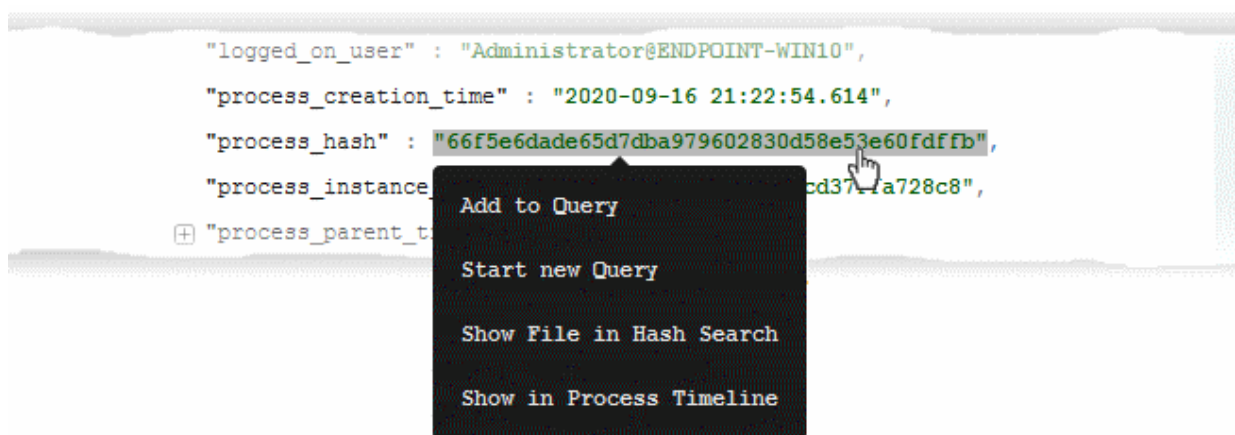 "logged_on_user" : "Administrator@ENDPOINT-WIN10",
"process_creation_time" : "2020-09-16 21:22:54.614",
"process_hash" : "66f5e6dade65d7dba979602830d58e53e60fdffb",
"process_instance_ a728c8",
"process_parent_t
Add to Query
Start new Query
Show File in Hash Search
Show in Process Timeline